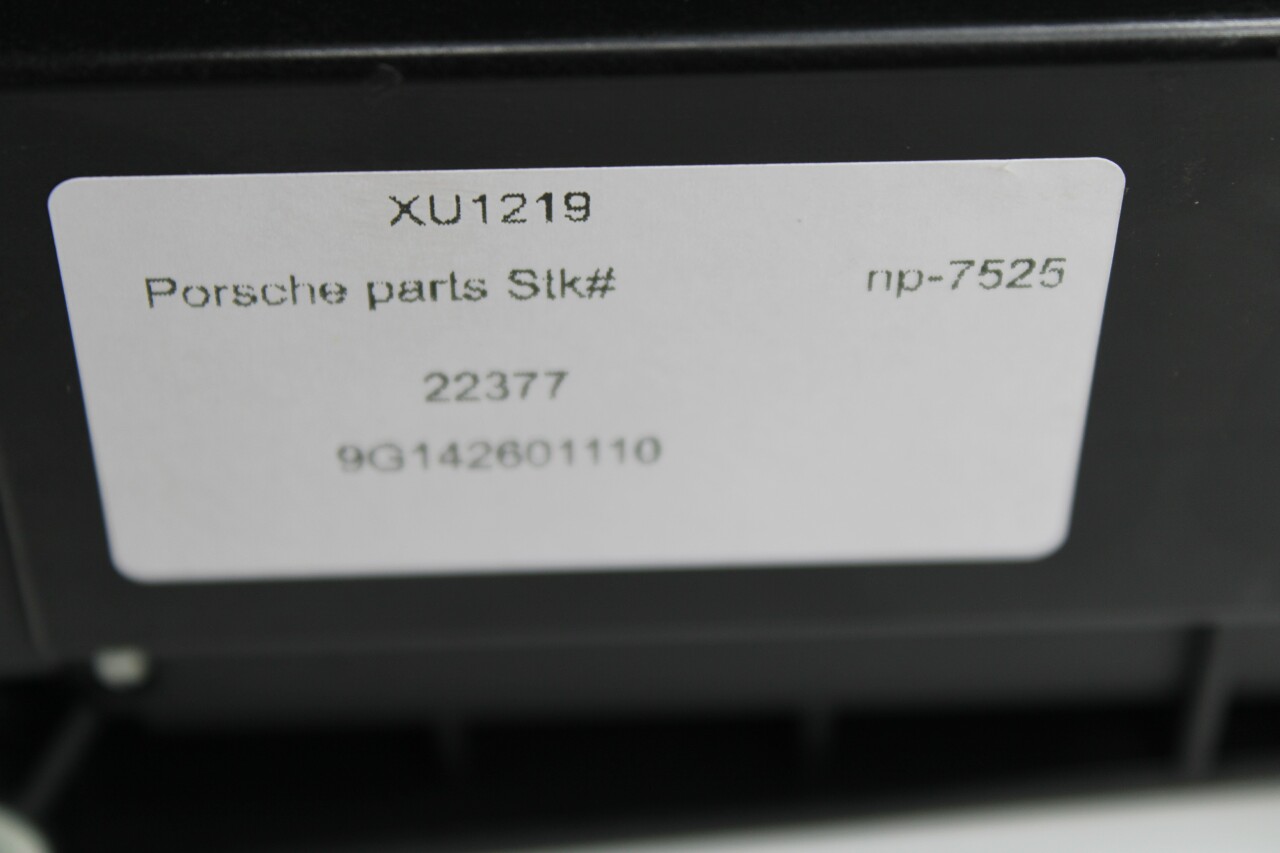 XU1219
Porsche parts Stk# np-7525
22377
9G142601110